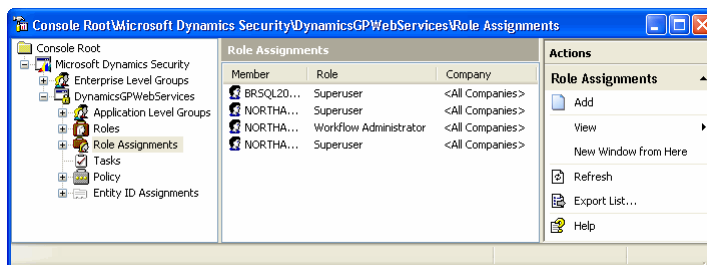 Console Root\Microsoft Dynamics Security\DynamicsGPWebServices\Role Assignments
Console Root
Microsoft Dynamics Security
Enterprise Level Groups
DynamicsGPWebServices
Application Level Groups
Roles
Role Assignments
Tasks
Policy
Entity ID Assignments
Role Assignments
Member Role Company
BRSQL20... Superuser <All Companies>
NORTHA... Superuser <All Companies>
NORTHA... Workflow Administrator <All Companies>
NORTHA... Superuser <All Companies>
Actions
Role Assignments
Add
View
New Window from Here
Refresh
Export List...
Help